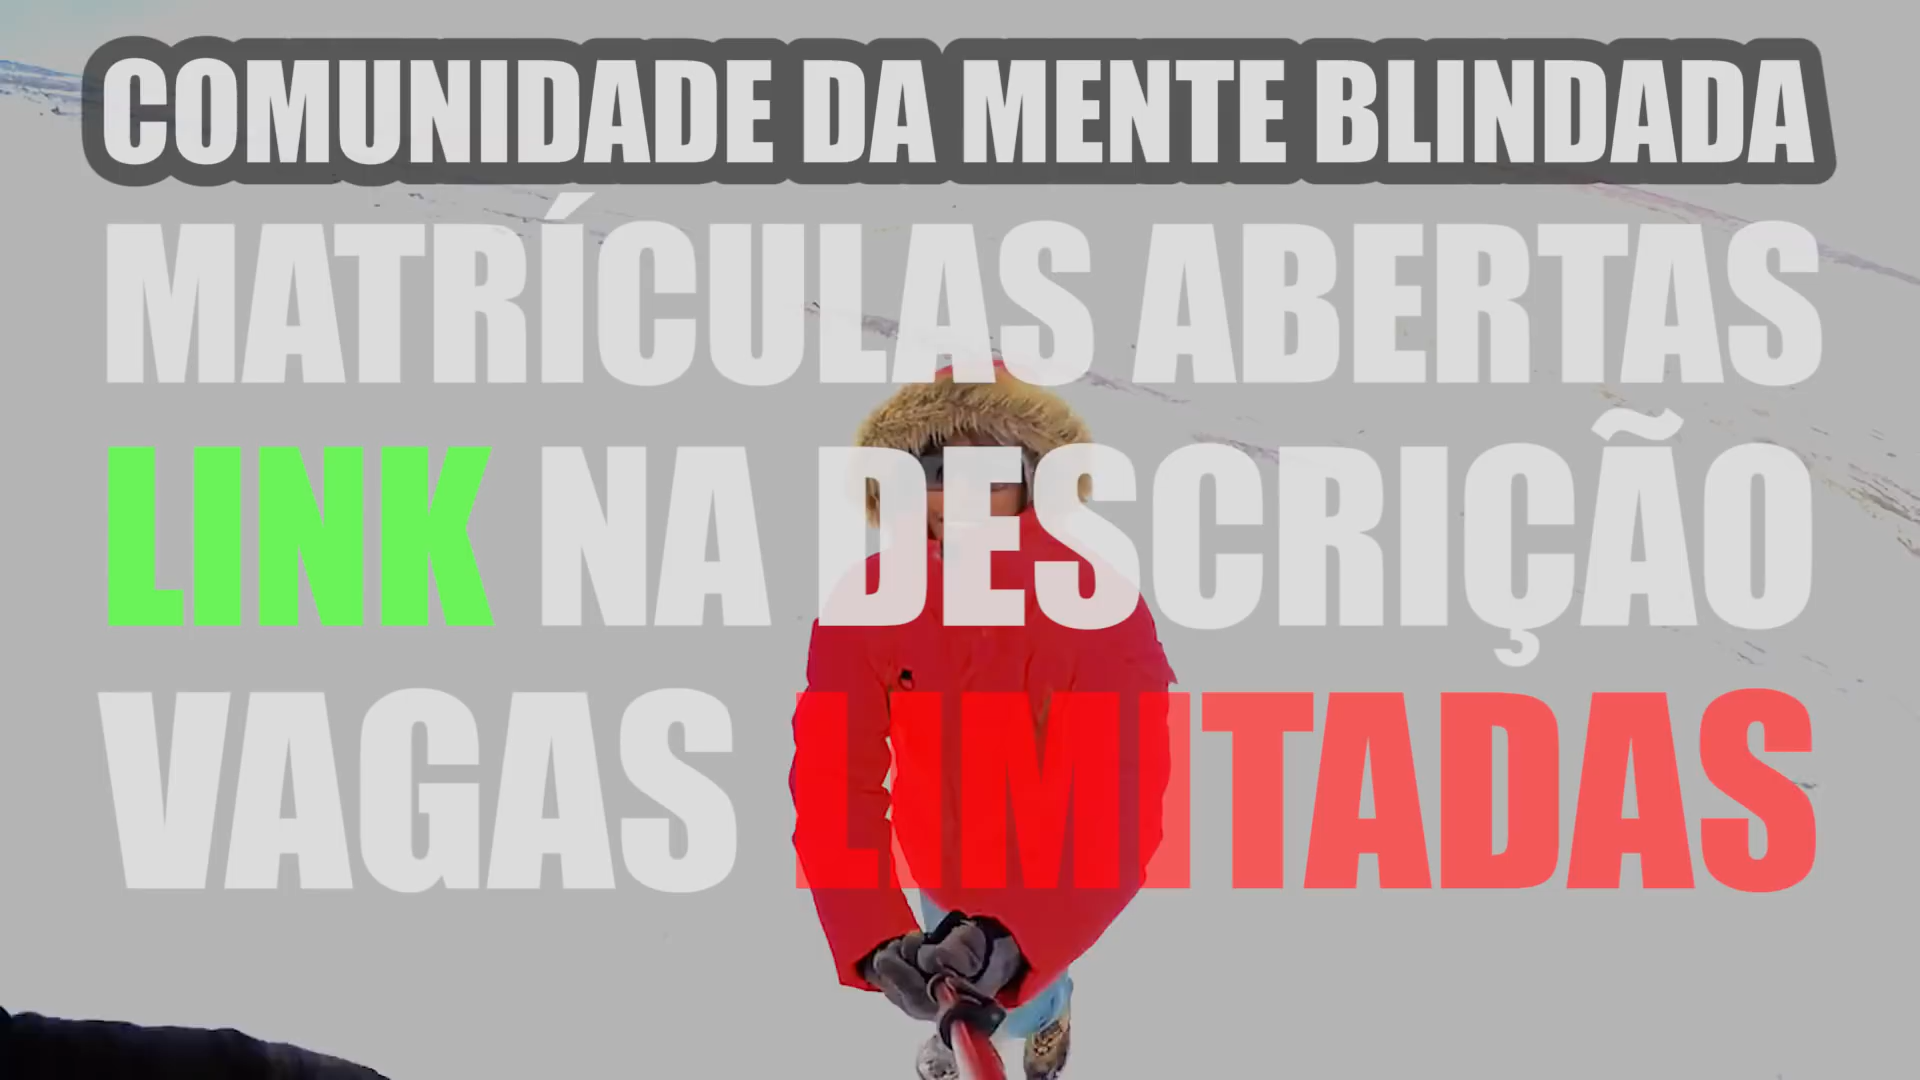 COMUNIDADE DA MENTE BLINDADA
MATRÍCULAS ABERTAS
LINK NA DESCRIÇÃO
VAGAS LIMITADAS